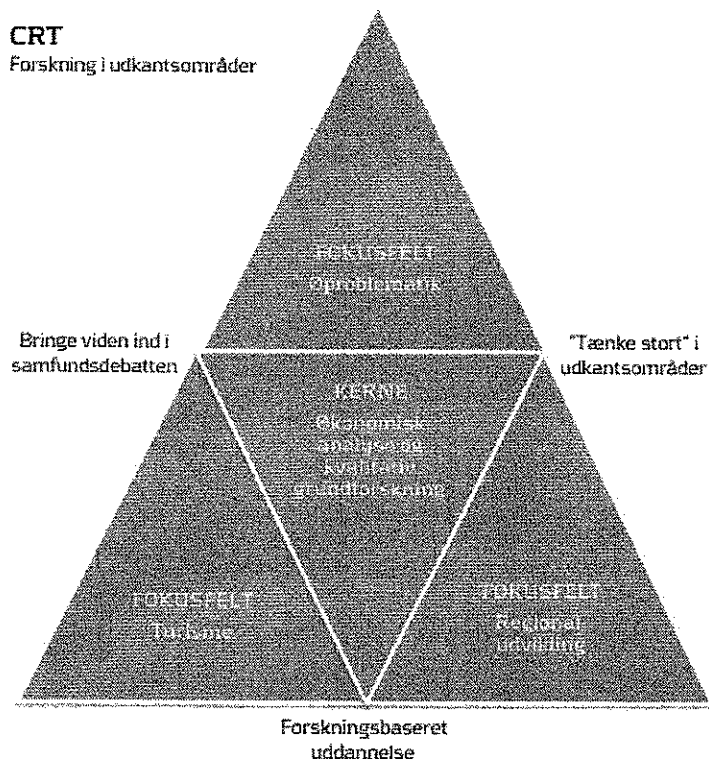 CRT
Forskning i udkantsområder
FOKUSFELT
Øproblematik
Bringe viden ind i
samfundsdebatten
"Tænke stort" i
udkantsområder
KERNE
Økonomisk
analyse og
kvalitativ
grundforskning
FOKUSFELT
Turisme
FOKUSFELT
Regional
udvikling
Forskningsbaseret
uddannelse